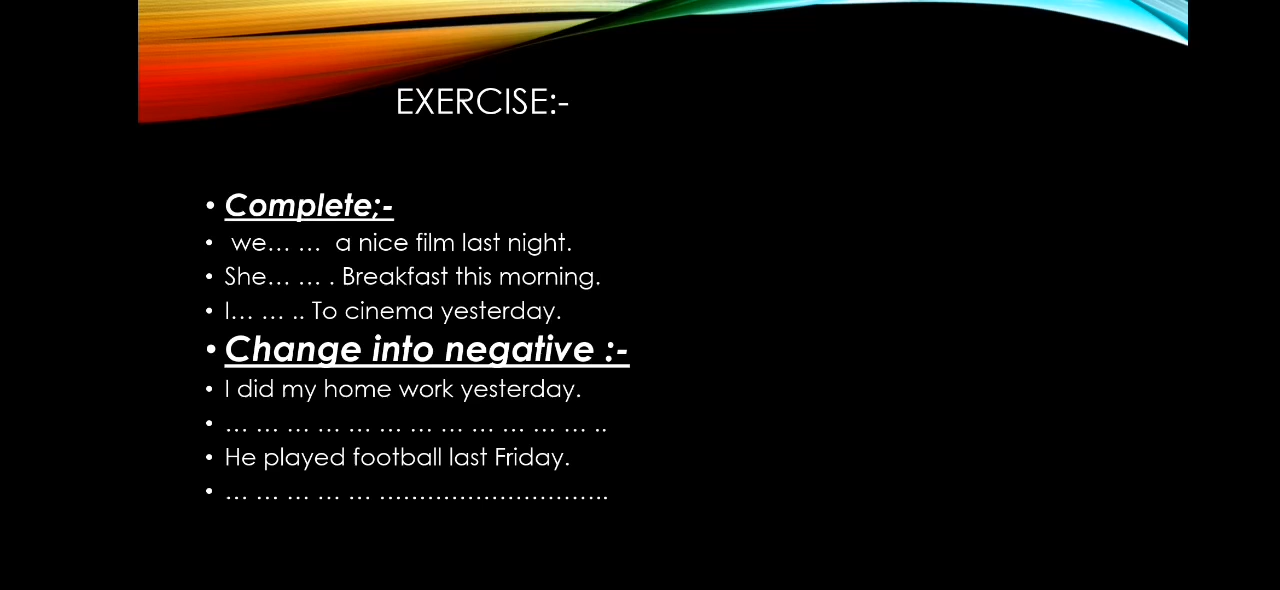 EXERCISE:-
• Complete;-
• we… … a nice film last night.
• She… … . Breakfast this morning.
• I… … .. To cinema yesterday.
• Change into negative :-
• I did my home work yesterday.
• … … … … … … … … … … … … ..
• He played football last Friday.
• … … … … … ………………………..